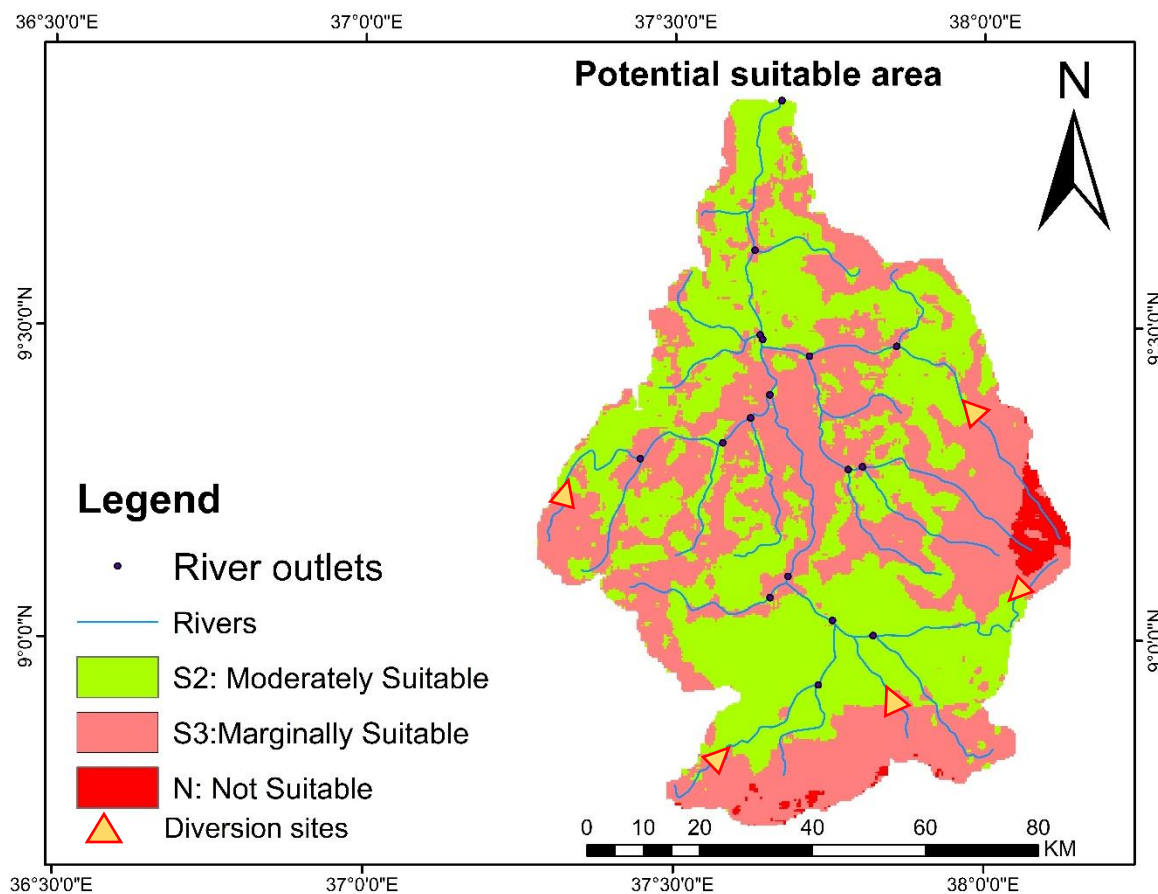 36°30'0"E 37°0'0"E 37°30'0"E 38°0'0"E
Potential suitable area
N
9°30'0"N 9°30'0"N
Legend
River outlets
Rivers
9°0'0"N 9°0'0"N
S2: Moderately Suitable
S3:Marginally Suitable
N: Not Suitable
Diversion sites
0 10 20 40 60 80
KM
36°30'0"E 37°0'0"E 37°30'0"E 38°0'0"E